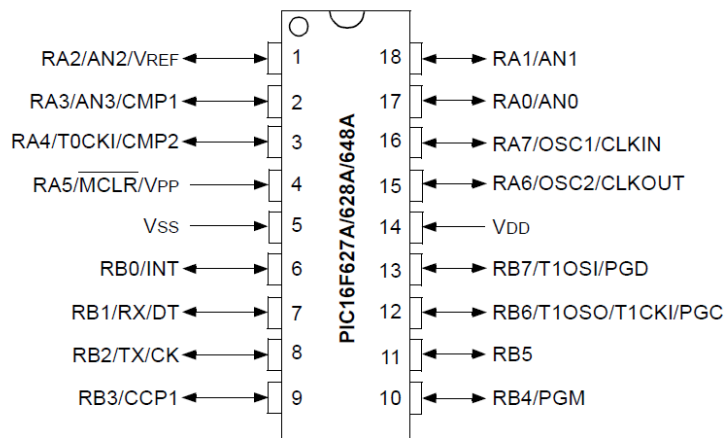 RA2/AN2/VREF 1 18 RA1/AN1
RA3/AN3/CMP1 2 17 RA0/AN0
RA4/T0CKI/CMP2 3 16 RA7/OSC1/CLKIN
RA5/MCLR/VPP 4 15 RA6/OSC2/CLKOUT
VSS 5 14 VDD
RB0/INT 6 13 RB7/T1OSI/PGD
RB1/RX/DT 7 12 RB6/T1OSO/T1CKI/PGC
RB2/TX/CK 8 11 RB5
RB3/CCP1 9 10 RB4/PGM
PIC16F627A/628A/648A